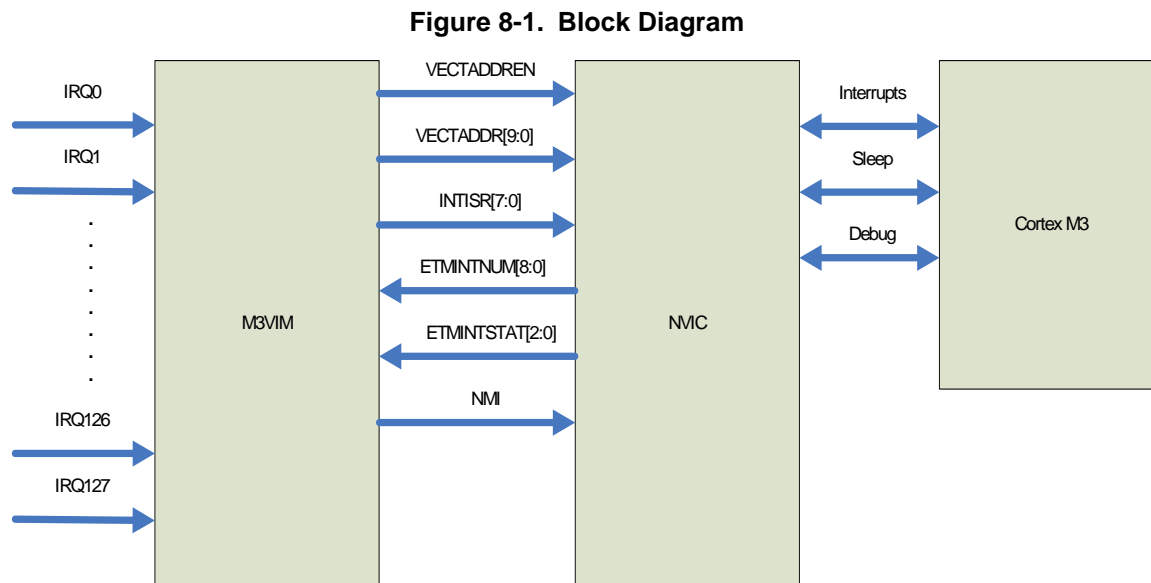 Figure 8-1. Block Diagram
IRQ0
IRQ1
.
.
.
.
.
.
.
.
IRQ126
IRQ127
M3VIM
VECTADDREN
VECTADDR[9:0]
INTISR[7:0]
ETMINTNUM[8:0]
ETMINTSTAT[2:0]
NMI
NVIC
Interrupts
Sleep
Debug
Cortex M3